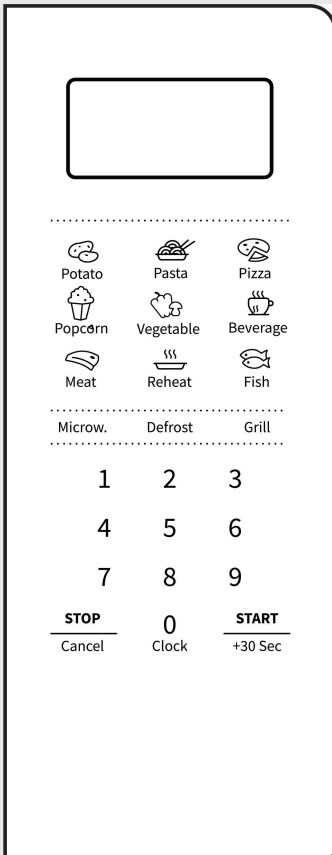 Potato Pasta Pizza
Popcorn Vegetable Beverage
Meat Reheat Fish
Microw. Defrost Grill
1 2 3
4 5 6
7 8 9
STOP 0 START
Cancel Clock +30 Sec